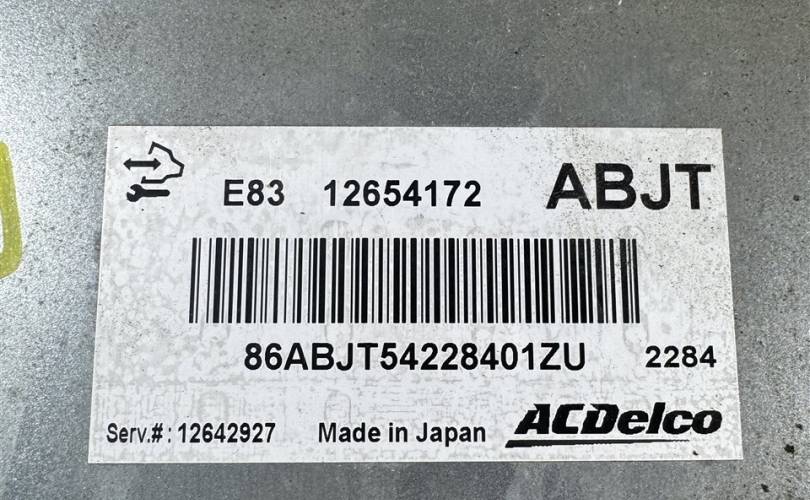 E83 12654172 ABJT
86ABJT54228401ZU 2284
Serv.#: 12642927 Made in Japan ACDelco